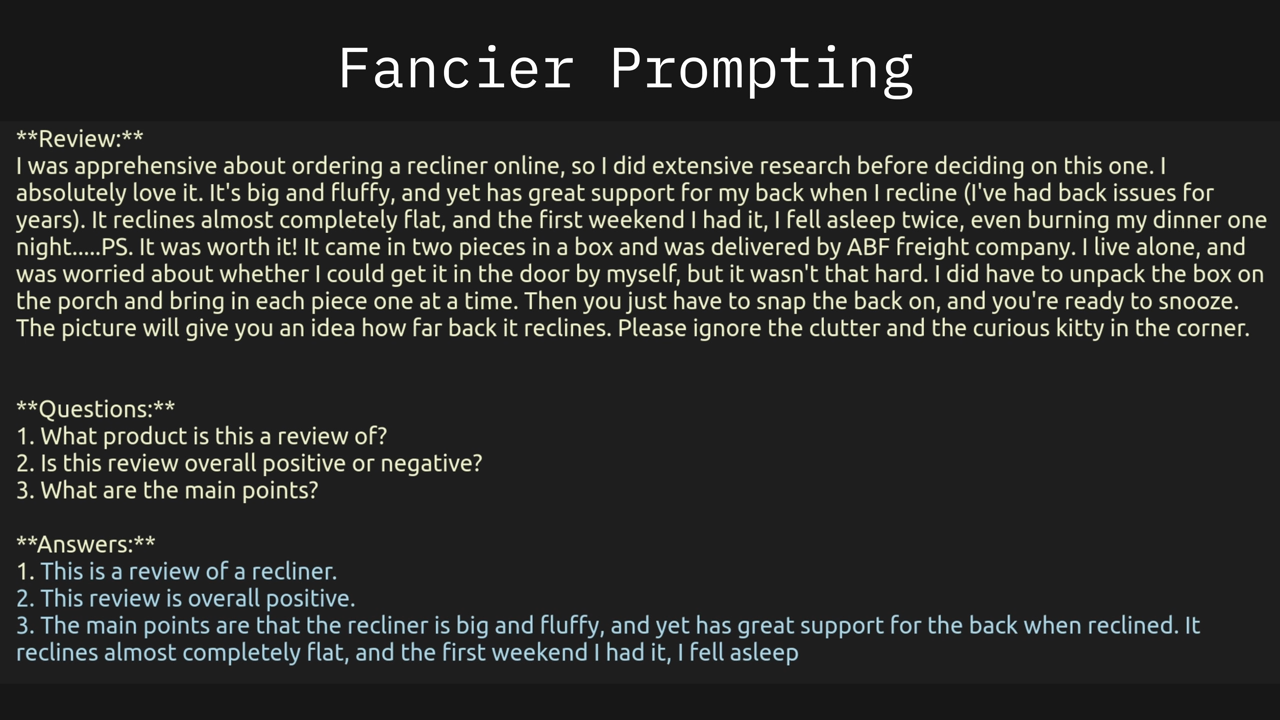 Fancier Prompting
**Review:**
I was apprehensive about ordering a recliner online, so I did extensive research before deciding on this one. I
absolutely love it. It's big and fluffy, and yet has great support for my back when I recline (I've had back issues for
years). It reclines almost completely flat, and the first weekend I had it, I fell asleep twice, even burning my dinner one
night.....PS. It was worth it! It came in two pieces in a box and was delivered by ABF freight company. I live alone, and
was worried about whether I could get it in the door by myself, but it wasn't that hard. I did have to unpack the box on
the porch and bring in each piece one at a time. Then you just have to snap the back on, and you're ready to snooze.
The picture will give you an idea how far back it reclines. Please ignore the clutter and the curious kitty in the corner.
**Questions:**
1. What product is this a review of?
2. Is this review overall positive or negative?
3. What are the main points?
**Answers:**
1. This is a review of a recliner.
2. This review is overall positive.
3. The main points are that the recliner is big and fluffy, and yet has great support for the back when reclined. It
reclines almost completely flat, and the first weekend I had it, I fell asleep